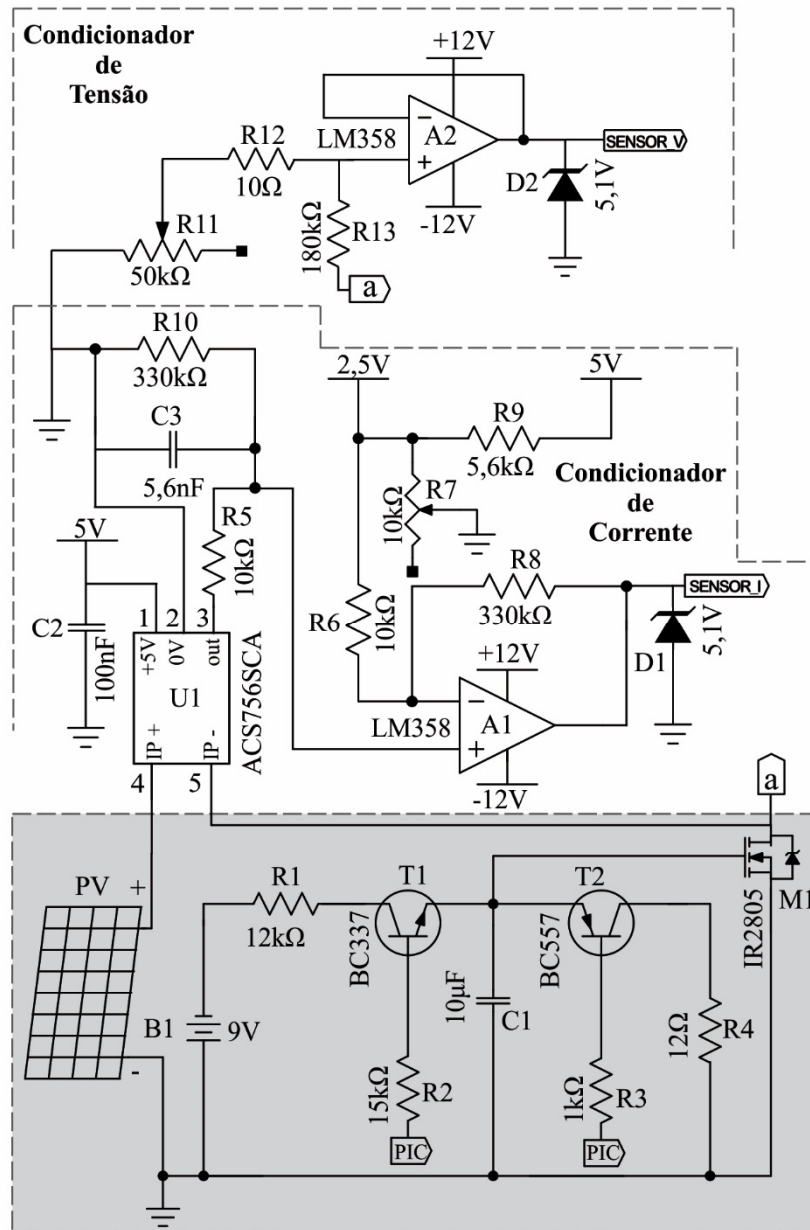 Condicionador
de
Tensão
+12V
R12
LM358
A2
-
+
SENSOR_V
10Ω
D2
5,1V
-12V
R11
50kΩ
180kΩ
R13
a
R10
330kΩ
2,5V
5V
C3
5,6nF
R9
5,6kΩ
R7
10kΩ
Condicionador
de
Corrente
R5
10kΩ
5V
R8
330kΩ
SENSOR_I
R6
10kΩ
C2
100nF
1
2
3
+5V
0V
out
U1
IP +
IP -
ACS756SCA
4
5
+12V
LM358
A1
-
+
D1
5,1V
-12V
a
PV
+
-
R1
12kΩ
T1
BC337
T2
BC557
IR2805
M1
B1
9V
10µF
C1
12Ω
R4
15kΩ
R2
1kΩ
R3
PIC
PIC